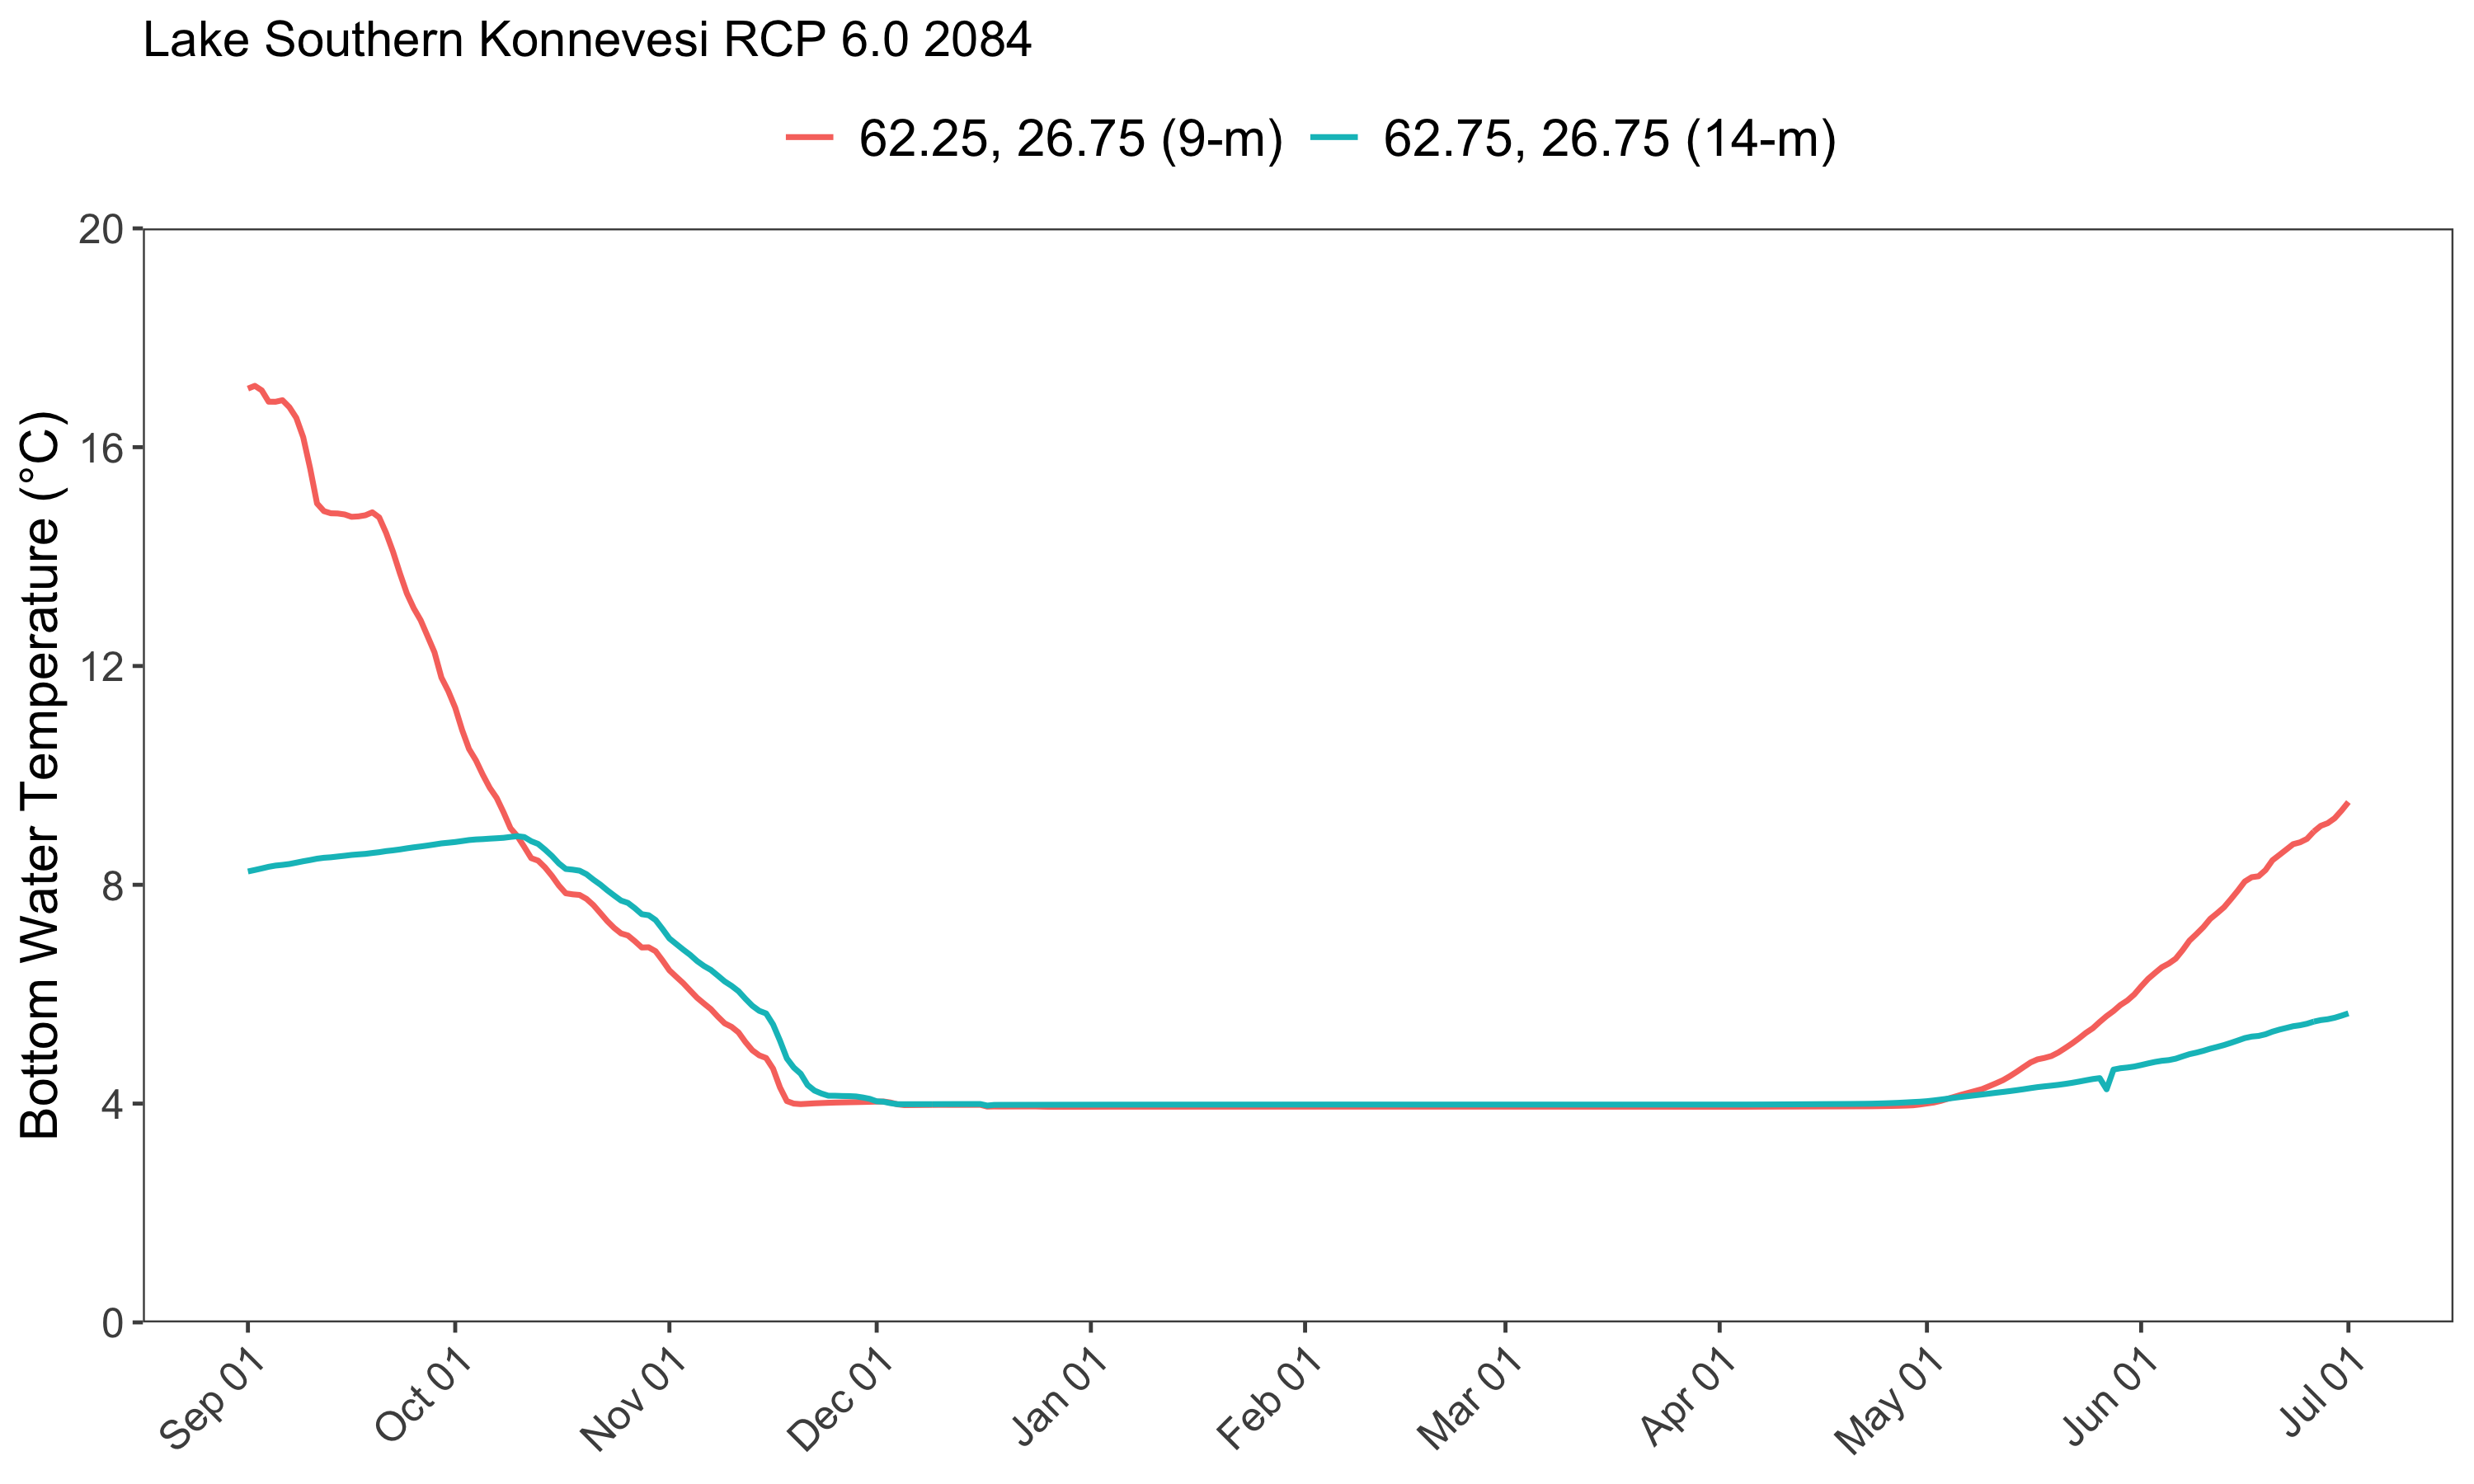 Lake Southern Konnevesi RCP 6.0 2084
62.25, 26.75 (9-m) 62.75, 26.75 (14-m)
Bottom Water Temperature (°C)
20
16
12
8
4
0
Sep 01 Oct 01 Nov 01 Dec 01 Jan 01 Feb 01 Mar 01 Apr 01 May 01 Jun 01 Jul 01